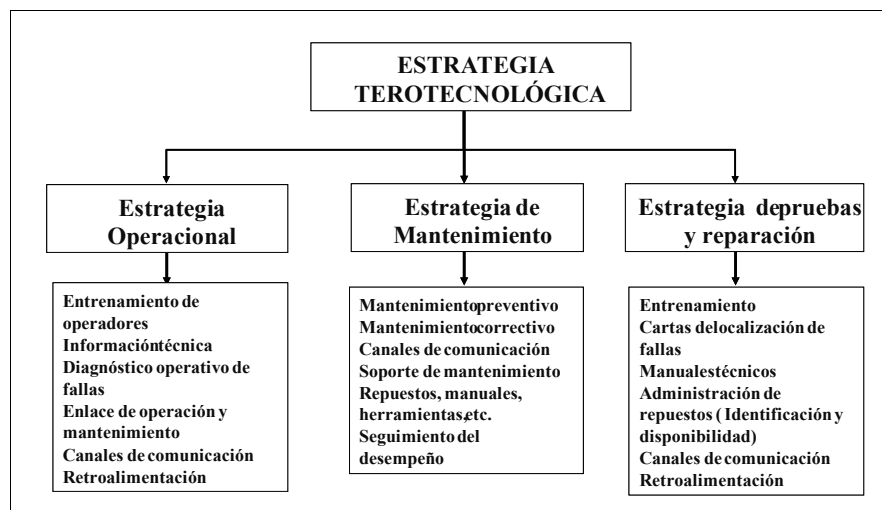 ESTRATEGIA
TEROTECNOLÓGICA
Estrategia
Operacional
Estrategia de
Mantenimiento
Estrategia depruebas
y reparación
Entrenamiento de
operadores
Informacióntécnica
Diagnóstico operativo de
fallas
Enlace de operación y
mantenimiento
Canales de comunicación
Retroalimentación
Mantenimientopreventivo
Mantenimientocorrectivo
Canales de comunicación
Soporte de mantenimiento
Repuestos, manuales,
herramientas,etc.
Seguimiento del
desempeño
Entrenamiento
Cartas delocalización de
fallas
Manualestécnicos
Administración de
repuestos ( Identificación y
disponibilidad)
Canales de comunicación
Retroalimentación